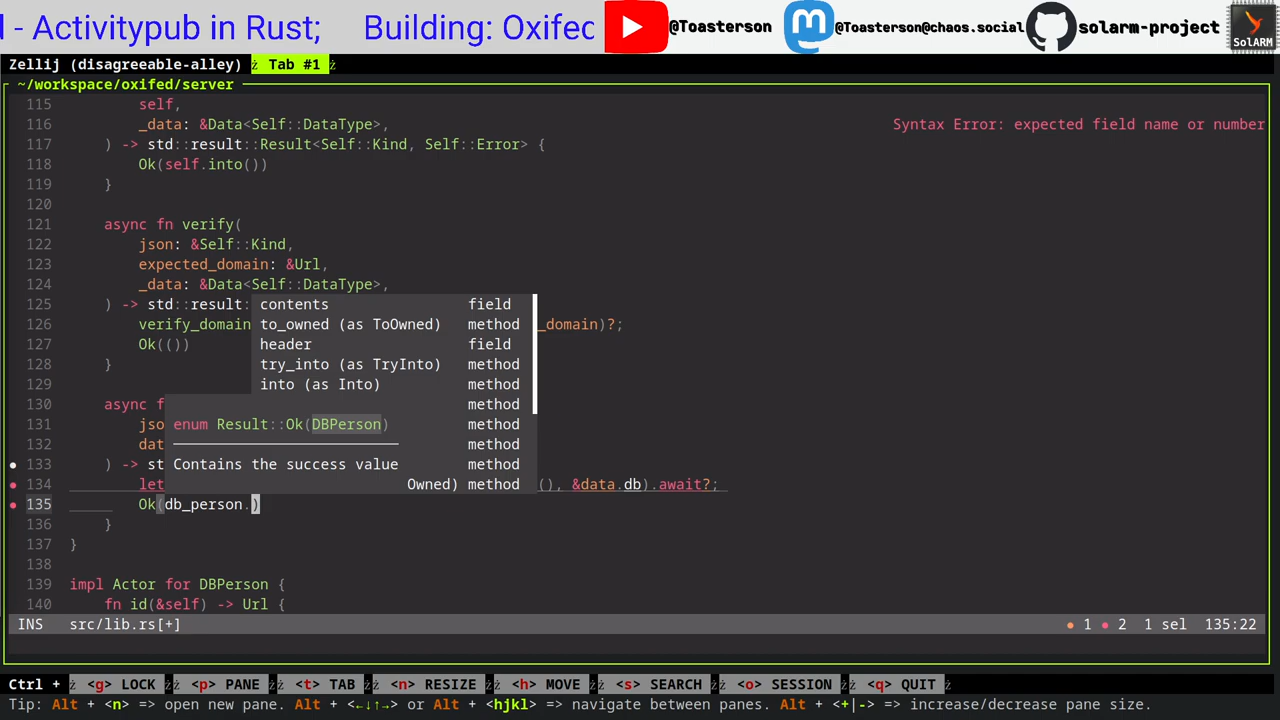 d - Activitypub in Rust;    Building: Oxifed
@Toasterson @Toasterson@chaos.social solarm-project SolARM
Zellij (disagreeable-alley) Tab #1
~/workspace/oxifed/server
115 self,
116 _data: &Data<Self::DataType>, Syntax Error: expected field name or number
117 ) -> std::result::Result<Self::Kind, Self::Error> {
118 Ok(self.into())
119 }
120
121 async fn verify(
122 json: &Self::Kind,
123 expected_domain: &Url,
124 _data: &Data<Self::DataType>,
125 ) -> std::result: contents field
126 verify_domain to_owned (as ToOwned) method _domain)?;
127 Ok(()) header field
128 } try_into (as TryInto) method
129 into (as Into) method
130 async f method
131 jso enum Result::Ok(DBPerson) method
132 dat method
133 ) -> st Contains the success value method
134 let Owned) method (), &data.db).await?;
135 Ok(db_person.)
136 }
137 }
138
139 impl Actor for DBPerson {
140 fn id(&self) -> Url {
INS src/lib.rs[+] 1 2 1 sel 135:22
Ctrl + <g> LOCK <p> PANE <t> TAB <n> RESIZE <h> MOVE <s> SEARCH <o> SESSION <q> QUIT
Tip: Alt + <n> => open new pane. Alt + <←↓↑→> or Alt + <hjkl> => navigate between panes. Alt + <+|-> => increase/decrease pane size.